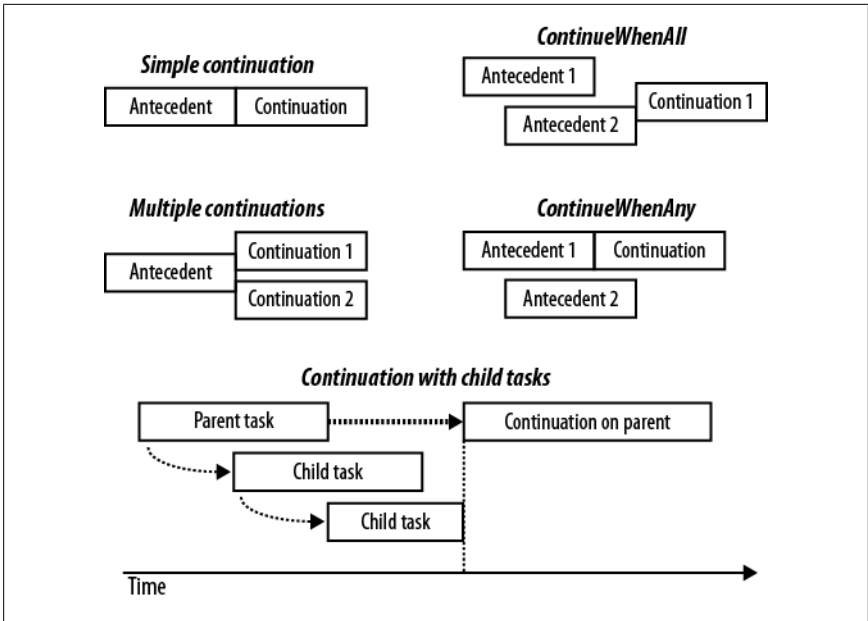 Simple continuation
Antecedent
Continuation
ContinueWhenAll
Antecedent 1
Antecedent 2
Continuation 1
Multiple continuations
Antecedent
Continuation 1
Continuation 2
ContinueWhenAny
Antecedent 1
Continuation
Antecedent 2
Continuation with child tasks
Parent task
Continuation on parent
Child task
Child task
Time